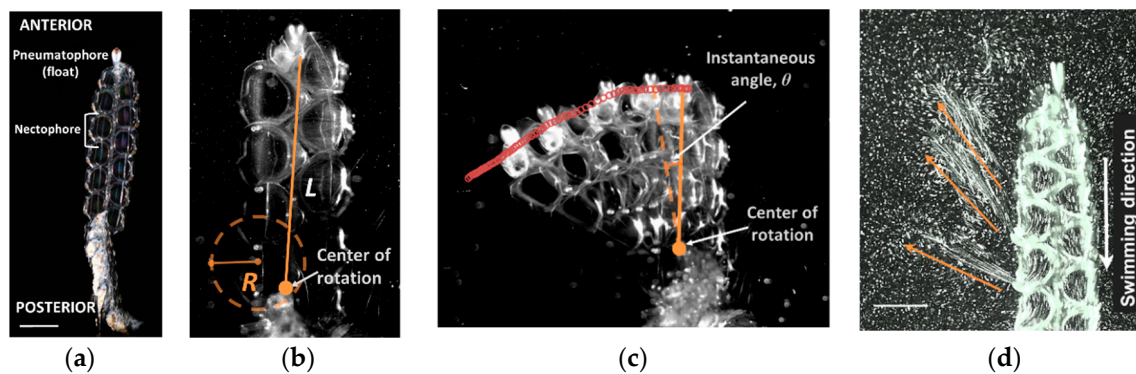 ANTERIOR
Pneumatophore
(float)
Nectophore
POSTERIOR
(a)
L
R
Center of
rotation
(b)
Instantaneous
angle, θ
Center of
rotation
(c)
Swimming direction
(d)